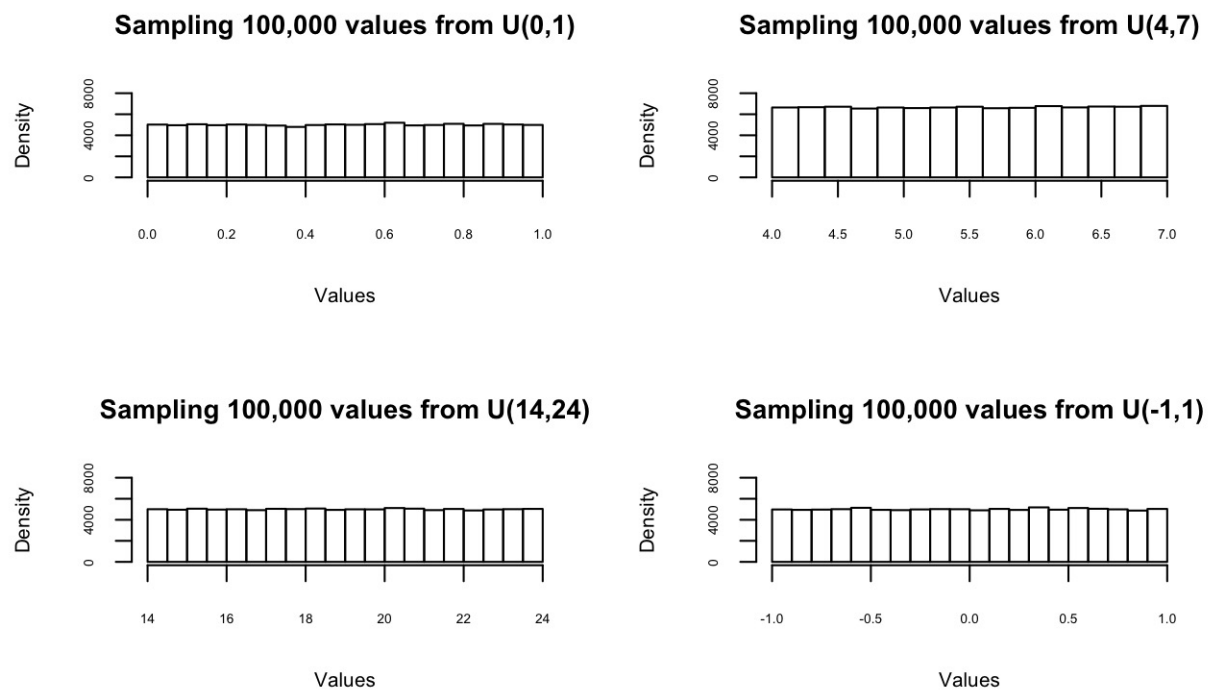 Sampling 100,000 values from U(0,1)
Density
8000
4000
0
0.0 0.2 0.4 0.6 0.8 1.0
Values
Sampling 100,000 values from U(4,7)
Density
8000
4000
0
4.0 4.5 5.0 5.5 6.0 6.5 7.0
Values
Sampling 100,000 values from U(14,24)
Density
8000
4000
0
14 16 18 20 22 24
Values
Sampling 100,000 values from U(-1,1)
Density
8000
4000
0
-1.0 -0.5 0.0 0.5 1.0
Values